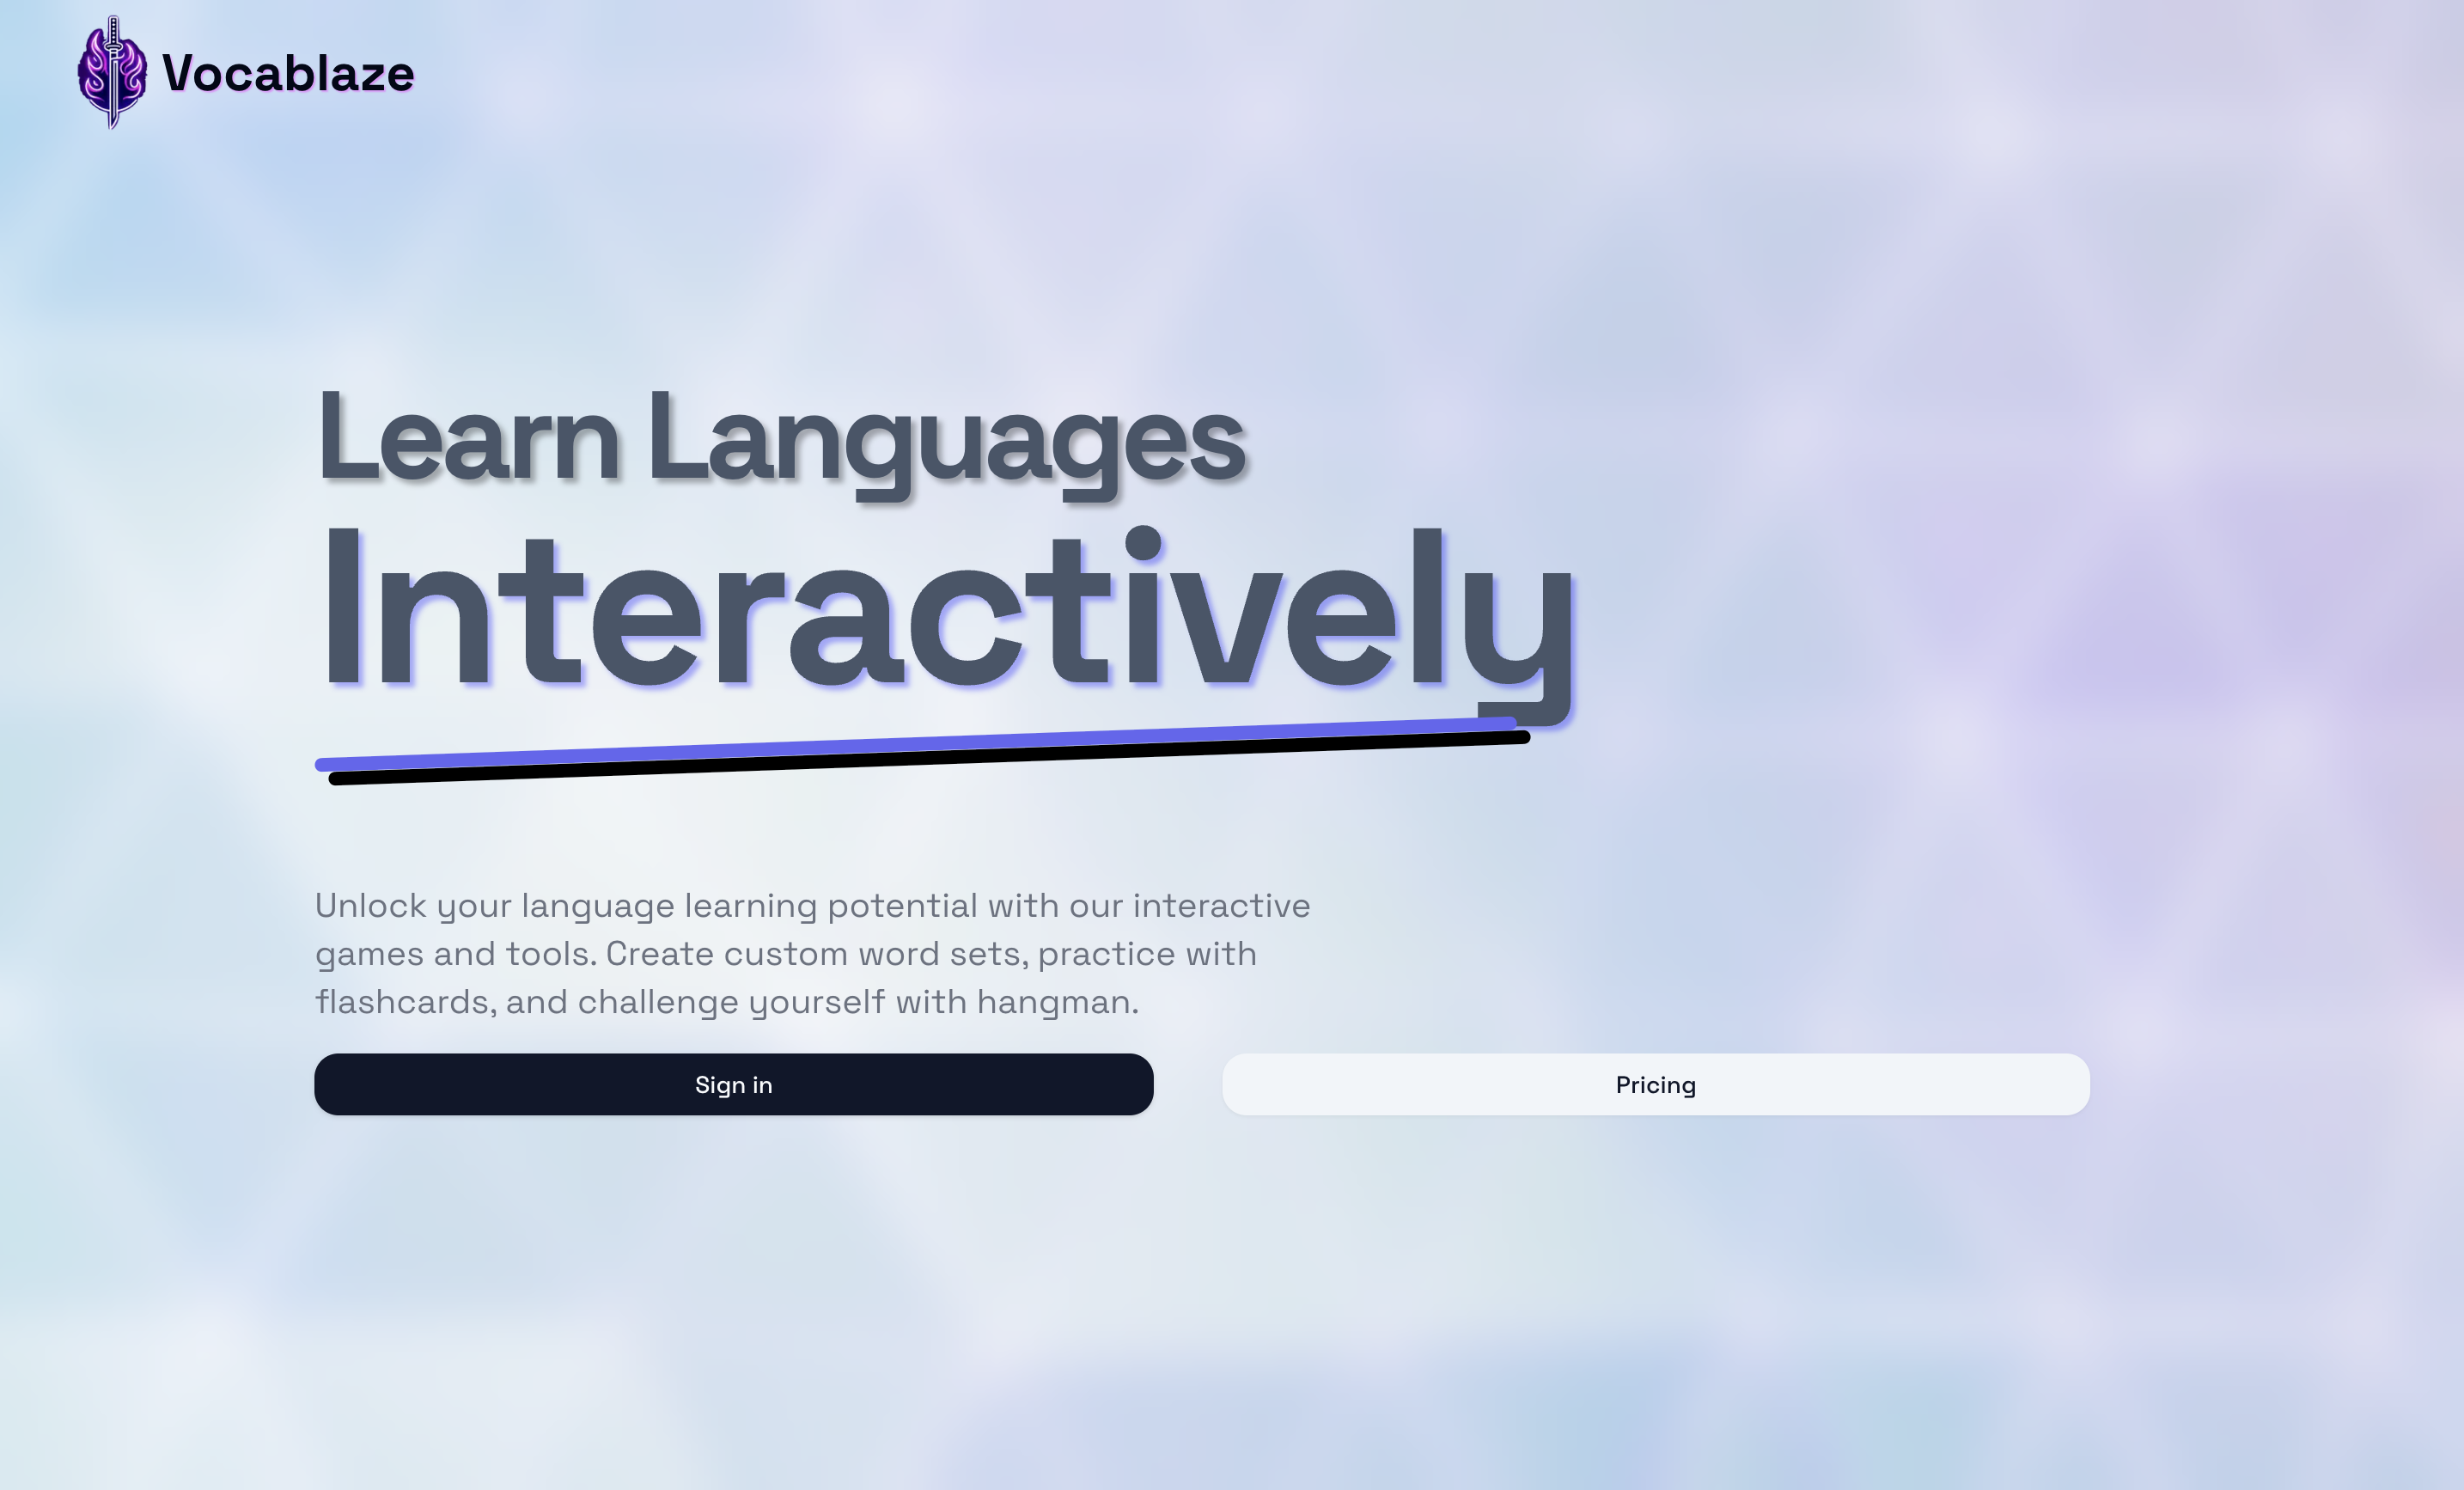 Vocablaze
Learn Languages
Interactively
Unlock your language learning potential with our interactive
games and tools. Create custom word sets, practice with
flashcards, and challenge yourself with hangman.
Sign in
Pricing